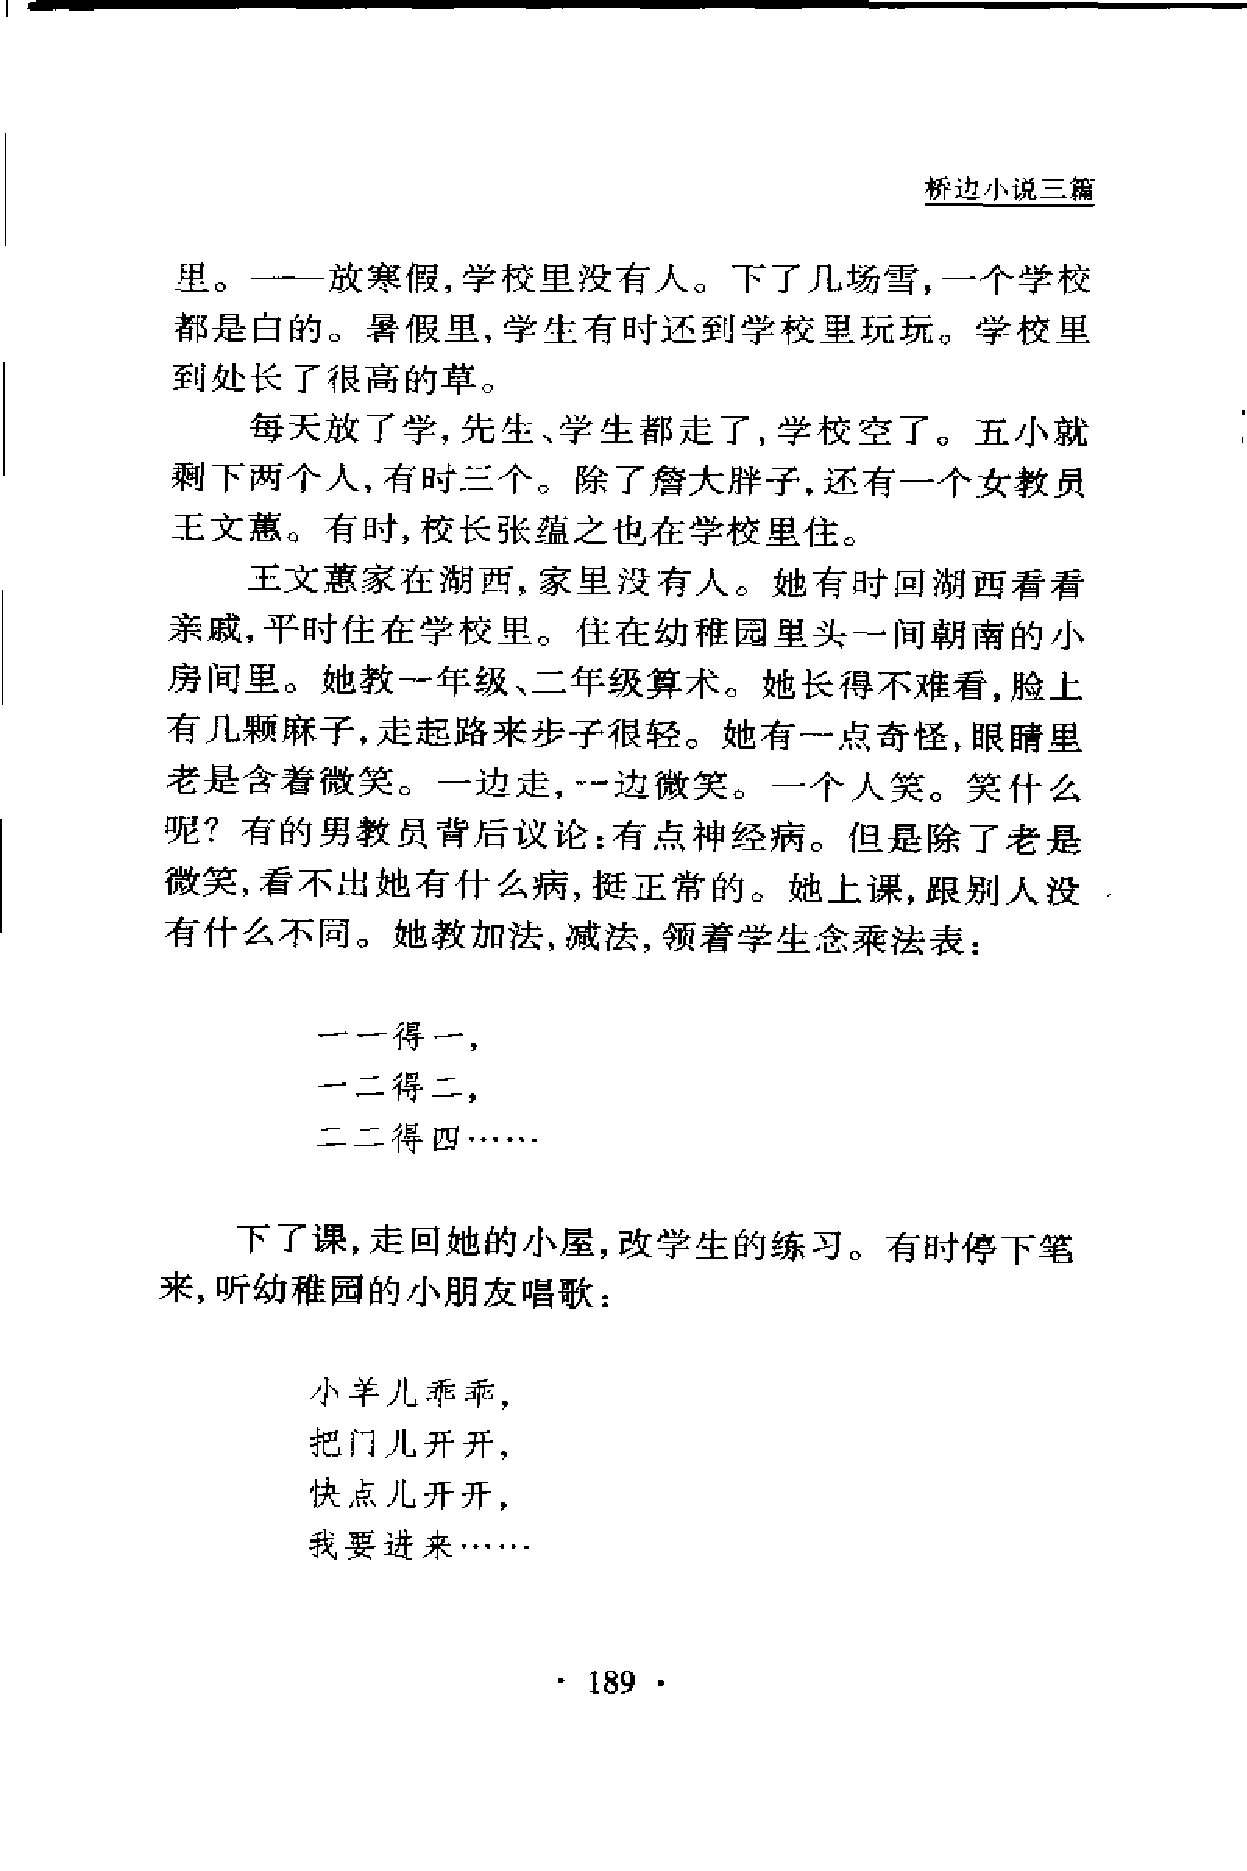 桥边小说三篇
里。——放寒假,学校里没有人。下了几场雪,一个学校
都是白的。暑假里,学生有时还到学校里玩玩。学校里
到处长了很高的草。
每天放了学,先生、学生都走了,学校空了。五小就
剩下两个人,有时三个。除了詹大胖子,还有一个女教员
王文蕙。有时,校长张蕴之也在学校里住。
王文蕙家在湖西,家里没有人。她有时回湖西看看
亲戚,平时住在学校里。住在幼稚园里头一间朝南的小
房间里。她教一年级、二年级算术。她长得不难看,脸上
有几颗麻子,走起路来步子很轻。她有一点奇怪,眼睛里
老是含着微笑。一边走,一边微笑。一个人笑。笑什么
呢?有的男教员背后议论:有点神经病。但是除了老是
微笑,看不出她有什么病,挺正常的。她上课,跟别人没
有什么不同。她教加法,减法,领着学生念乘法表:
一一得一,
一二得二,
二二得四……
下了课,走回她的小屋,改学生的练习。有时停下笔
来,听幼稚园的小朋友唱歌:
小羊儿乖乖,
把门儿开开,
快点儿开开,
我要进来……
· 189 ·